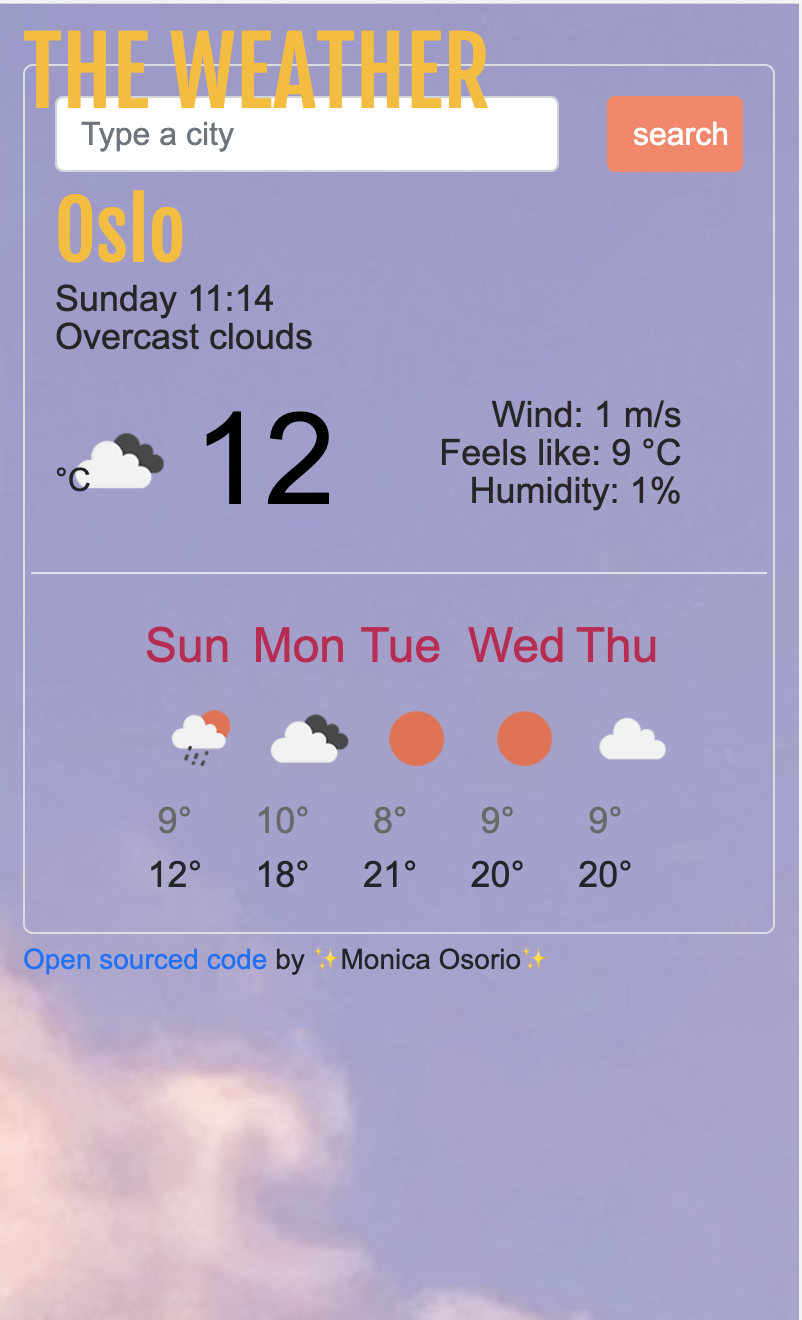 THE WEATHER
Type a city
search
Oslo
Sunday 11:14
Overcast clouds
°C
12
Wind: 1 m/s
Feels like: 9 °C
Humidity: 1%
Sun Mon Tue Wed Thu
9° 10° 8° 9° 9°
12° 18° 21° 20° 20°
Open sourced code by ✨Monica Osorio✨